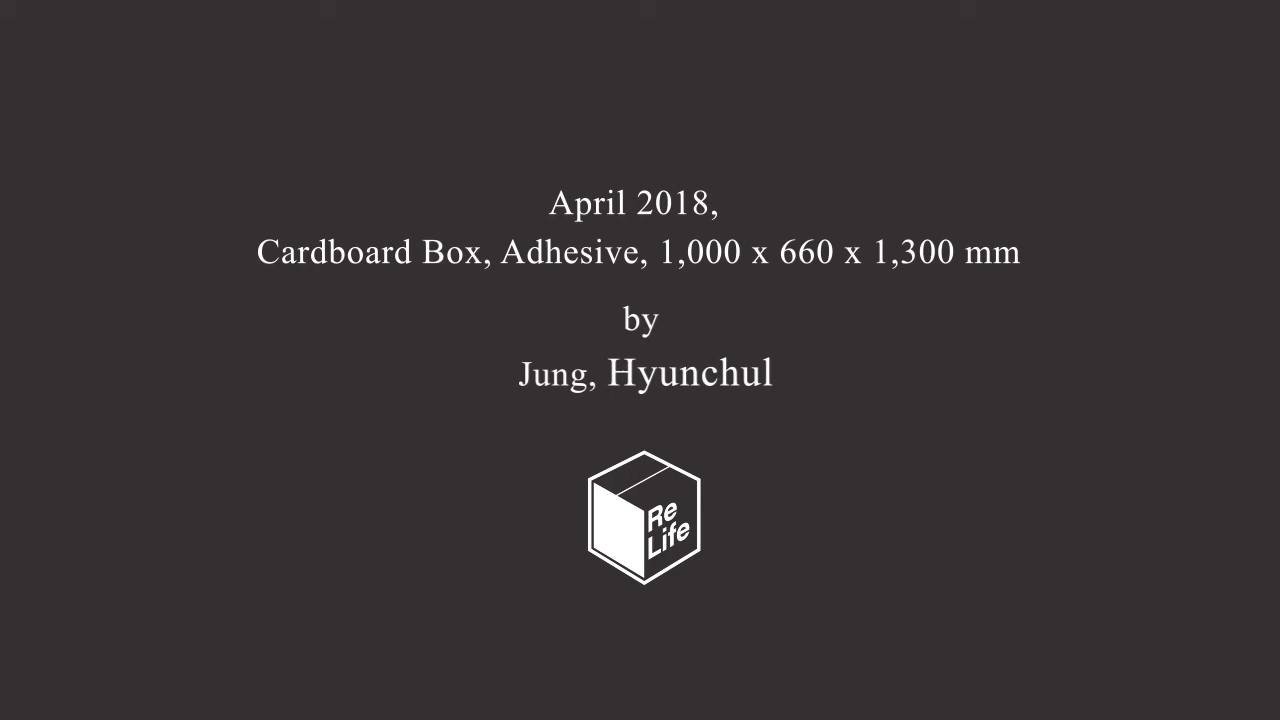 April 2018,
Cardboard Box, Adhesive, 1,000 x 660 x 1,300 mm
by
Jung, Hyunchul
Re
Life